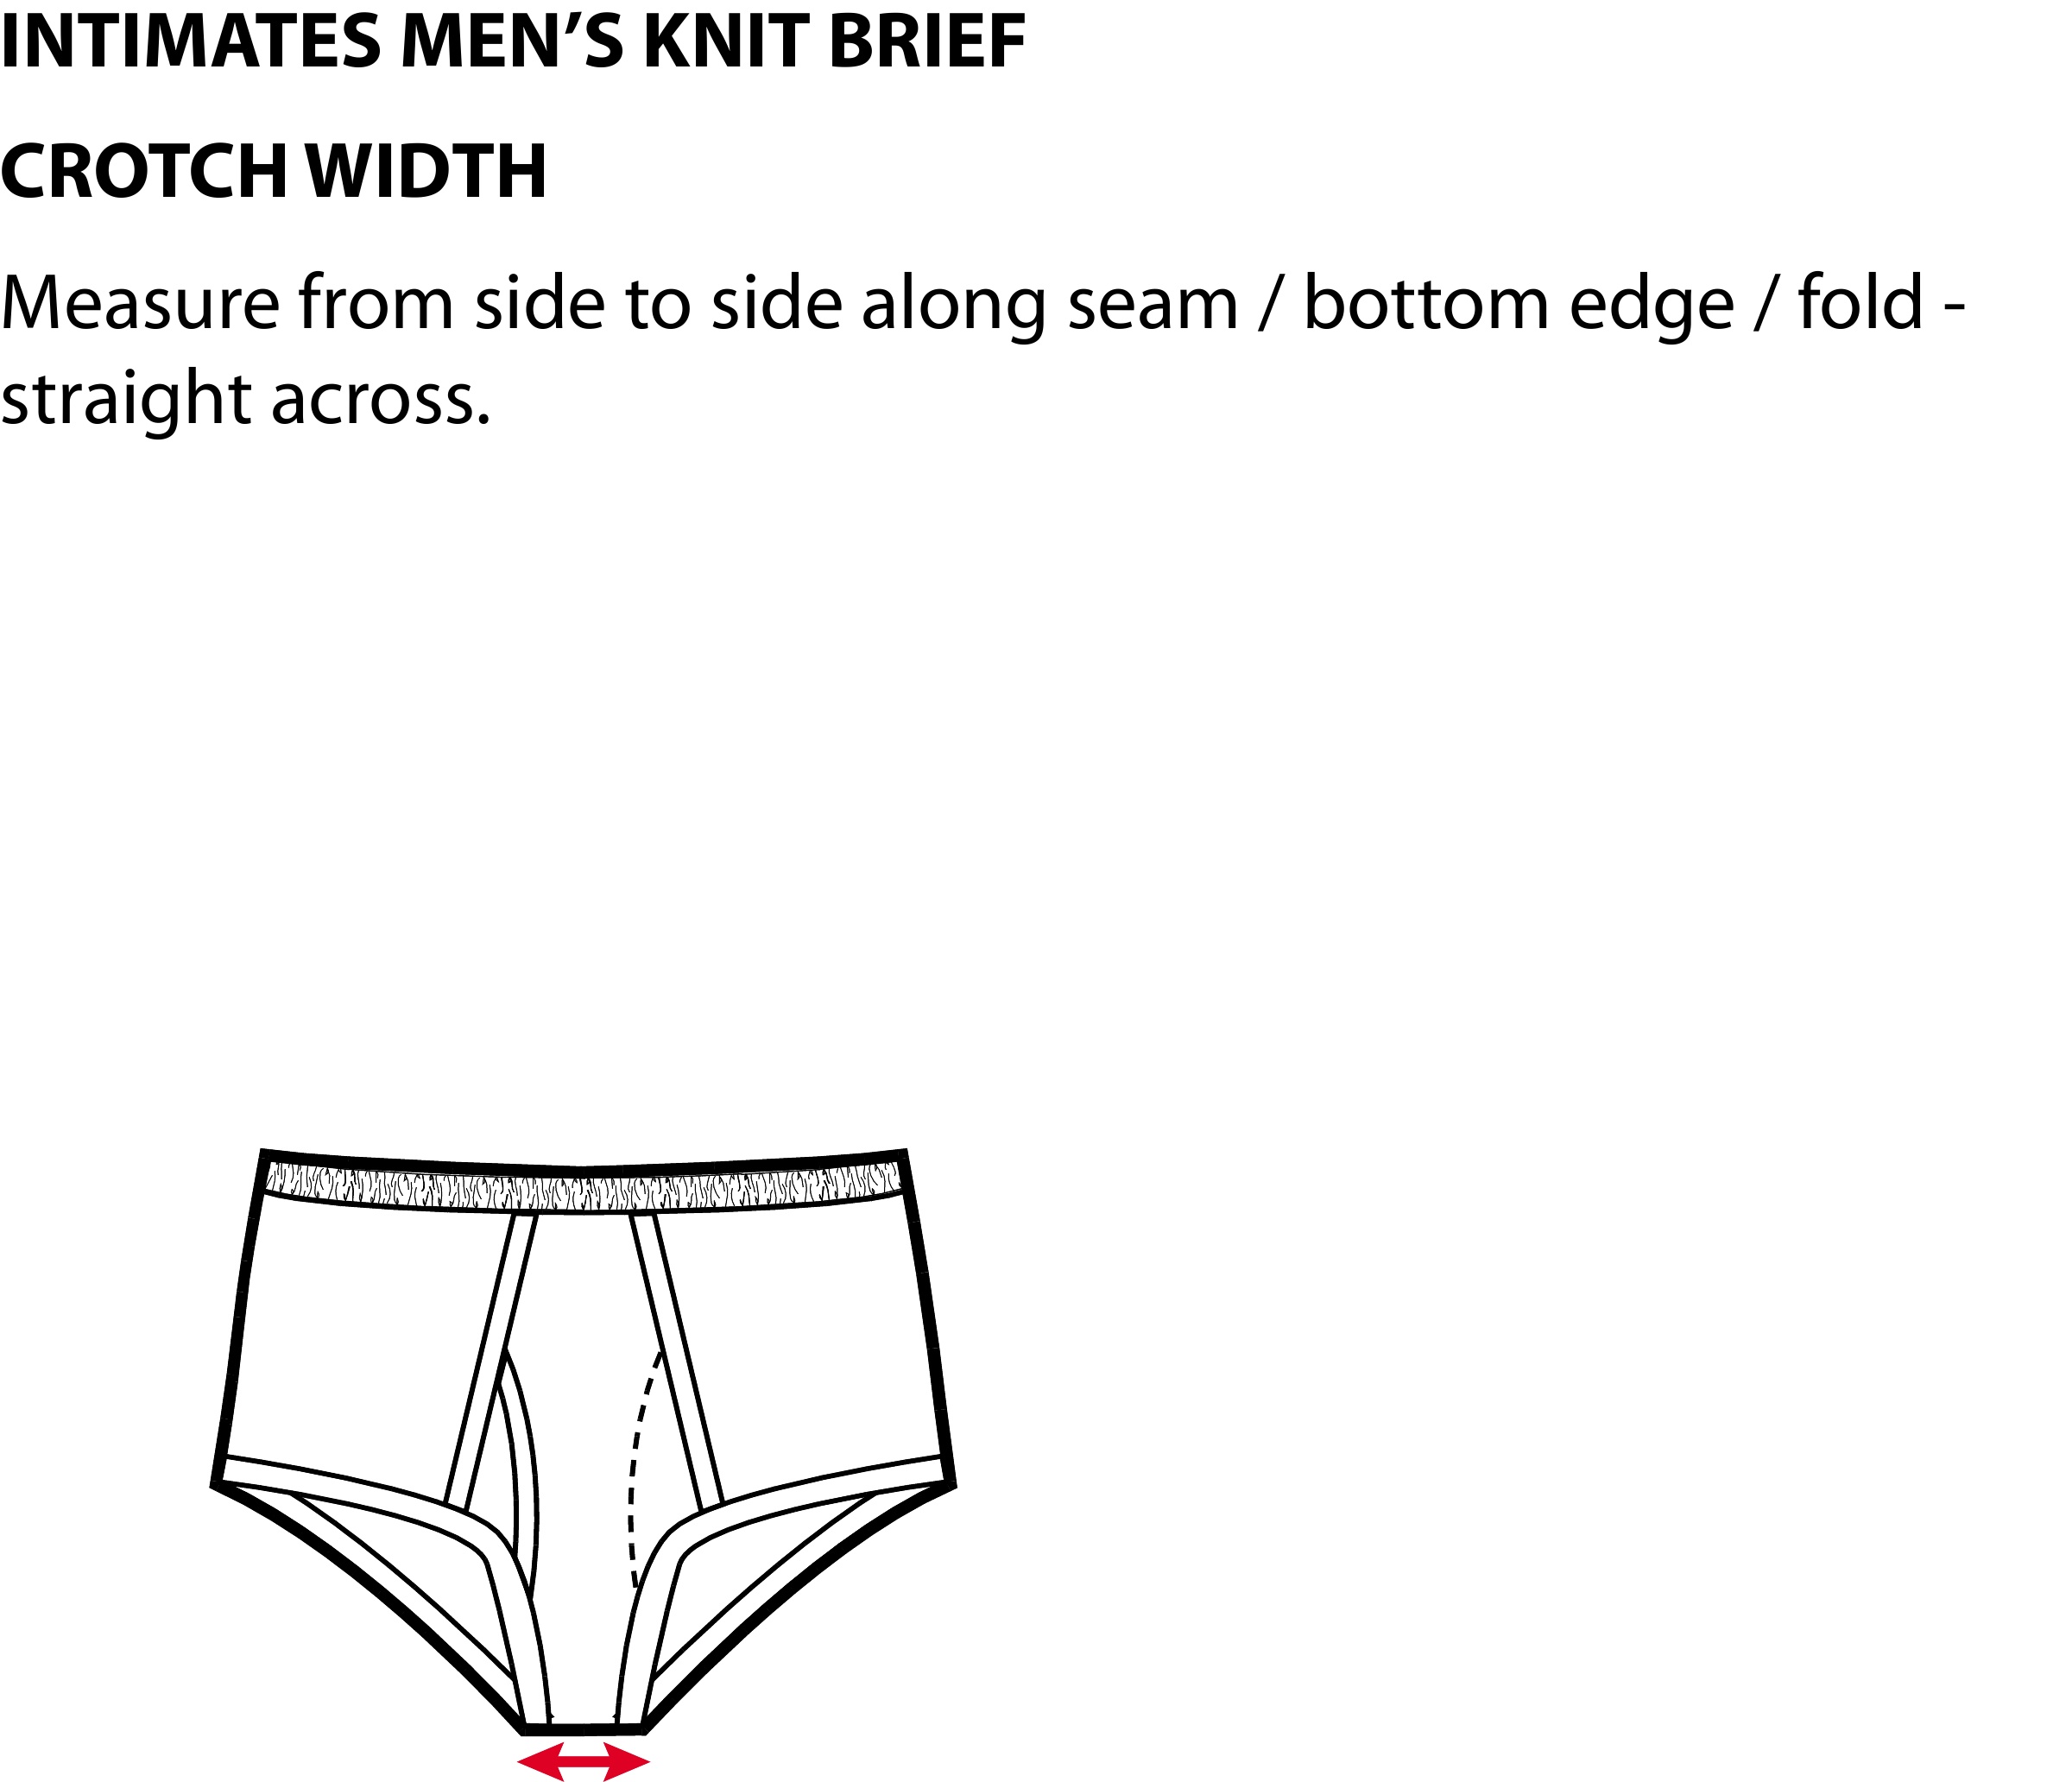 INTIMATES MEN‘S KNIT BRIEF
CROTCH WIDTH
Measure from side to side along seam / bottom edge / fold -
straight across.